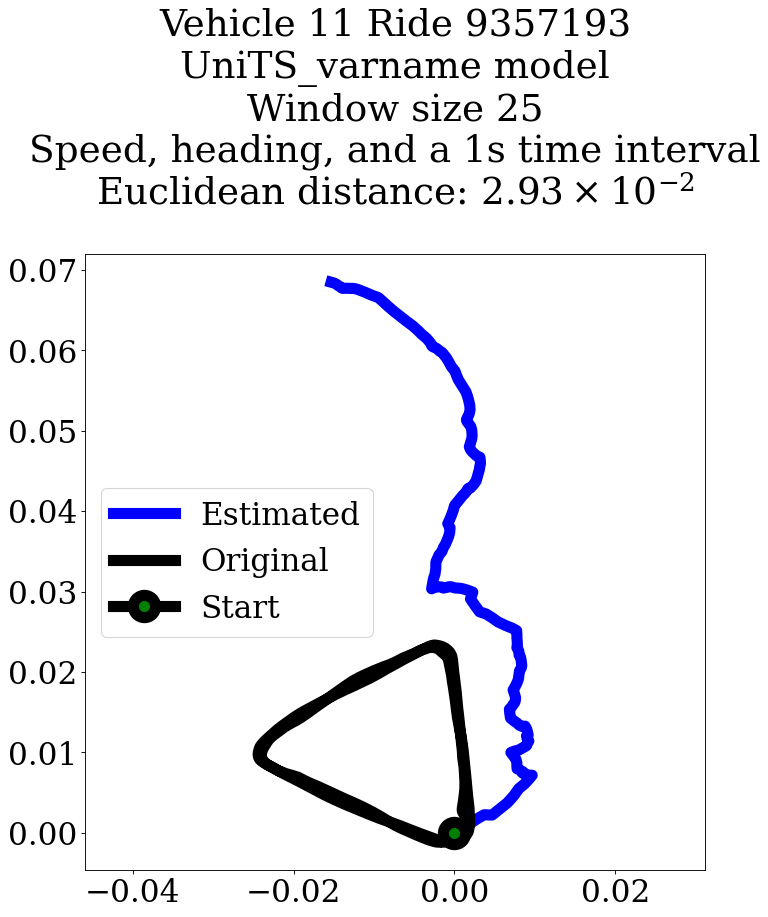 Vehicle 11 Ride 9357193
UniTS_varname model
Window size 25
Speed, heading, and a 1s time interval
Euclidean distance: 2.93 × 10⁻²
0.07
0.06
0.05
0.04
0.03
0.02
0.01
0.00
Estimated
Original
Start
−0.04
−0.02
0.00
0.02